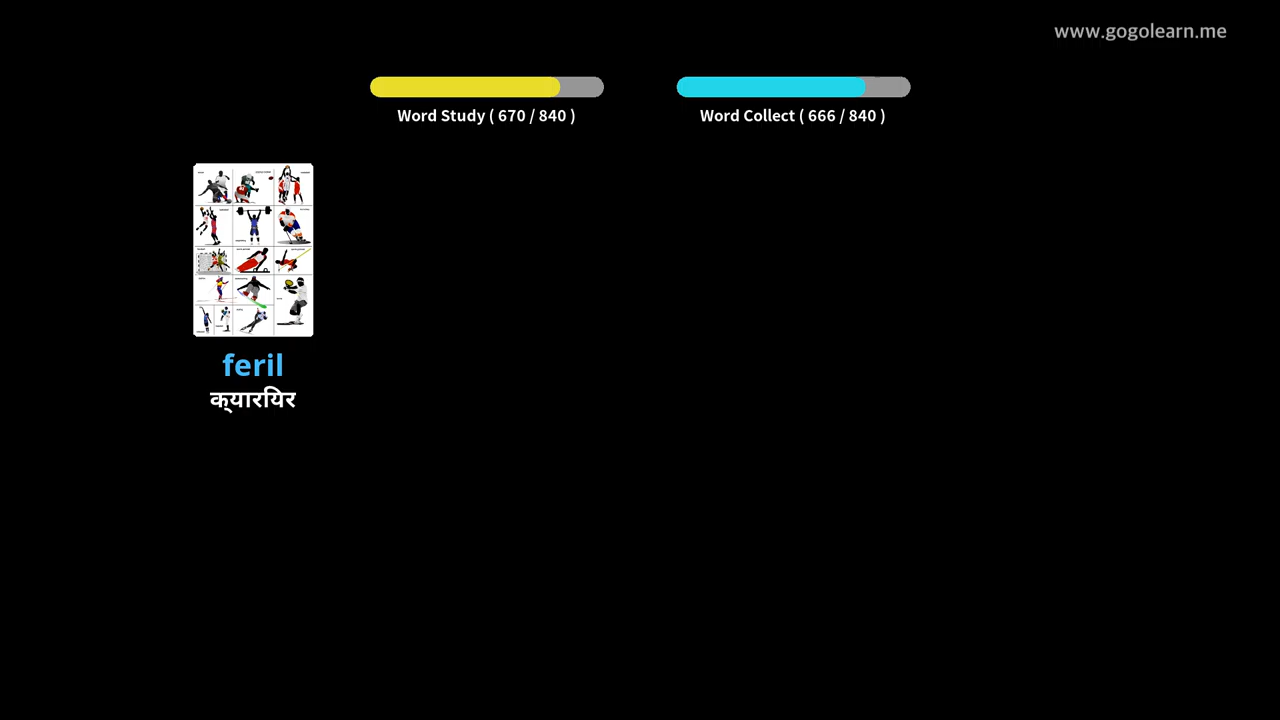 www.gogolearn.me
Word Study ( 670 / 840 )
Word Collect ( 666 / 840 )
feril
क्यारियर